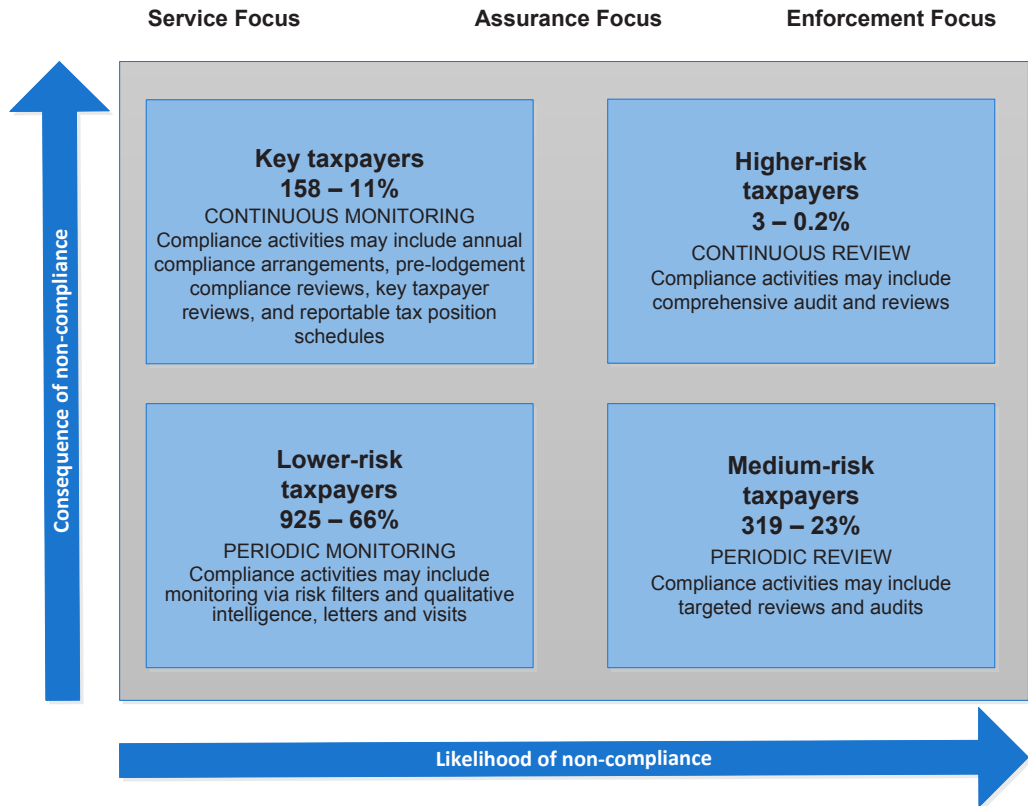 Service Focus
Assurance Focus
Enforcement Focus
Consequence of non-compliance
Key taxpayers
158 – 11%
CONTINUOUS MONITORING
Compliance activities may include annual
compliance arrangements, pre-lodgement
compliance reviews, key taxpayer
reviews, and reportable tax position
schedules
Higher-risk
taxpayers
3 – 0.2%
CONTINUOUS REVIEW
Compliance activities may include
comprehensive audit and reviews
Lower-risk
taxpayers
925 – 66%
PERIODIC MONITORING
Compliance activities may include
monitoring via risk filters and qualitative
intelligence, letters and visits
Medium-risk
taxpayers
319 – 23%
PERIODIC REVIEW
Compliance activities may include
targeted reviews and audits
Likelihood of non-compliance